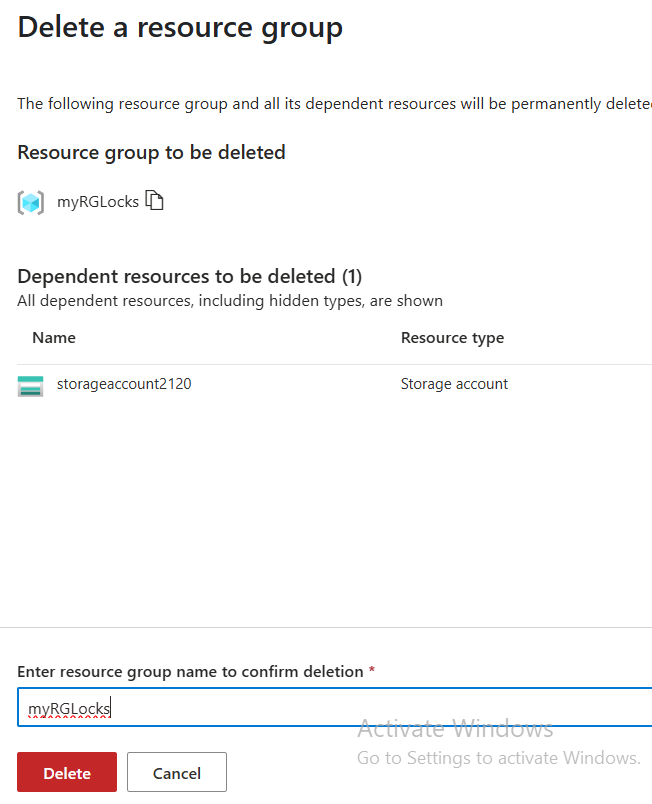 Delete a resource group
The following resource group and all its dependent resources will be permanently delete
Resource group to be deleted
myRGLocks
Dependent resources to be deleted (1)
All dependent resources, including hidden types, are shown
Name Resource type
storageaccount2120 Storage account
Enter resource group name to confirm deletion *
myRGLocks
Activate Windows
Go to Settings to activate Windows.
Delete Cancel